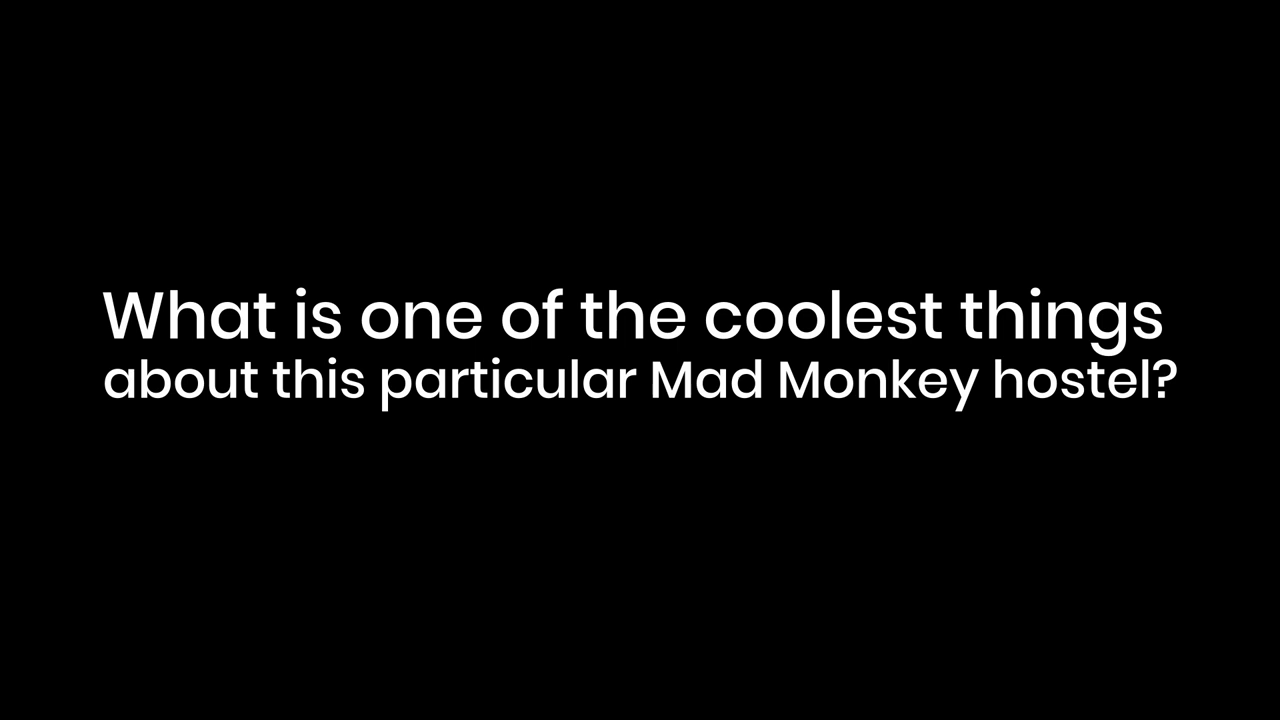 What is one of the coolest things
about this particular Mad Monkey hostel?